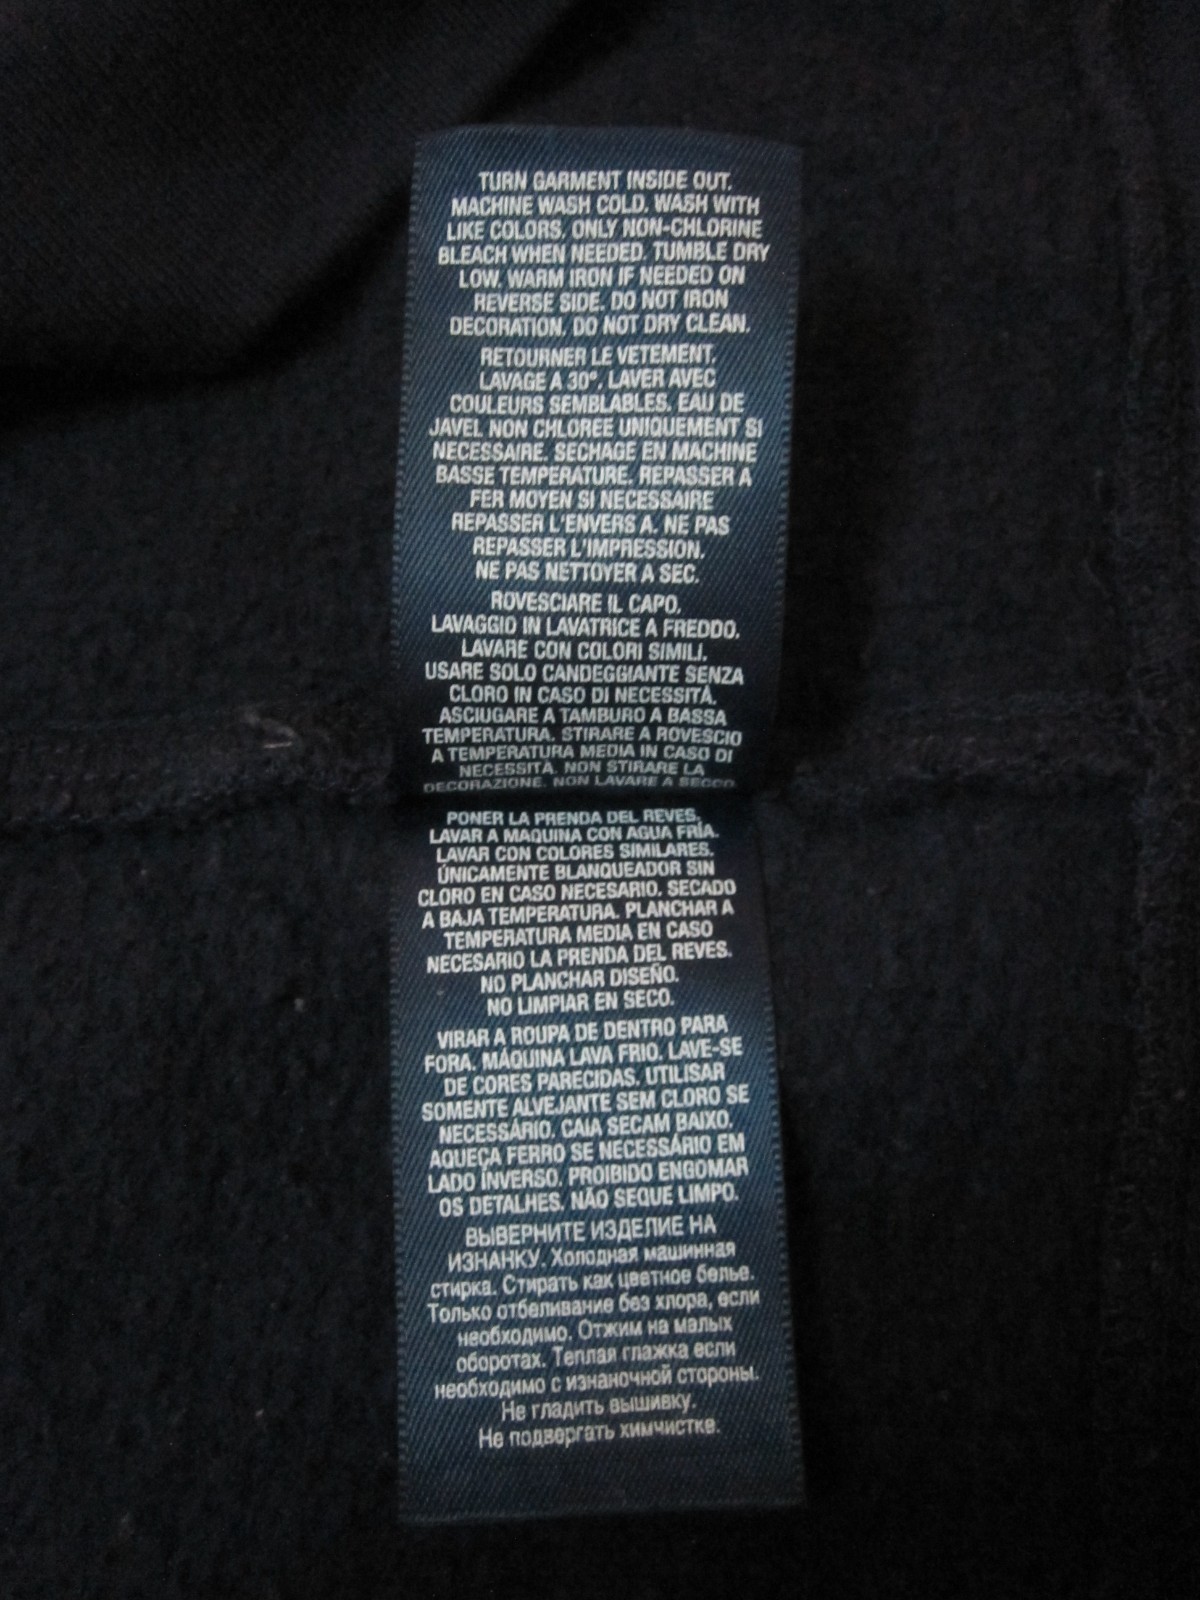 TURN GARMENT INSIDE OUT.
MACHINE WASH COLD. WASH WITH
LIKE COLORS. ONLY NON-CHLORINE
BLEACH WHEN NEEDED. TUMBLE DRY
LOW. WARM IRON IF NEEDED ON
REVERSE SIDE. DO NOT IRON
DECORATION. DO NOT DRY CLEAN.
RETOURNER LE VETEMENT.
LAVAGE A 30°. LAVER AVEC
COULEURS SEMBLABLES. EAU DE
JAVEL NON CHLOREE UNIQUEMENT SI
NECESSAIRE. SECHAGE EN MACHINE
BASSE TEMPERATURE. REPASSER A
FER MOYEN SI NECESSAIRE
REPASSER L'ENVERS A. NE PAS
REPASSER L'IMPRESSION.
NE PAS NETTOYER A SEC.
ROVESCIARE IL CAPO.
LAVAGGIO IN LAVATRICE A FREDDO.
LAVARE CON COLORI SIMILI.
USARE SOLO CANDEGGIANTE SENZA
CLORO IN CASO DI NECESSITÀ.
ASCIUGARE A TAMBURO A BASSA
TEMPERATURA. STIRARE A ROVESCIO
A TEMPERATURA MEDIA IN CASO DI
NECESSITÀ. NON STIRARE LA
DECORAZIONE. NON LAVARE A SECCO.
PONER LA PRENDA DEL REVES.
LAVAR A MAQUINA CON AGUA FRÍA.
LAVAR CON COLORES SIMILARES.
ÚNICAMENTE BLANQUEADOR SIN
CLORO EN CASO NECESARIO. SECADO
A BAJA TEMPERATURA. PLANCHAR A
TEMPERATURA MEDIA EN CASO
NECESARIO LA PRENDA DEL REVES.
NO PLANCHAR DISEÑO.
NO LIMPIAR EN SECO.
VIRAR A ROUPA DE DENTRO PARA
FORA. MÁQUINA LAVA FRIO. LAVE-SE
DE CORES PARECIDAS. UTILISAR
SOMENTE ALVEJANTE SEM CLORO SE
NECESSÁRIO. CAIA SECAM BAIXO.
AQUEÇA FERRO SE NECESSÁRIO EM
LADO INVERSO. PROIBIDO ENGOMAR
OS DETALHES. NÃO SEQUE LIMPO.
ВЫВЕРНИТЕ ИЗДЕЛИЕ НА
ИЗНАНКУ. Холодная машинная
стирка. Стирать как цветное белье.
Только отбеливание без хлора, если
необходимо. Отжим на малых
оборотах. Теплая глажка если
необходимо с изнаночной стороны.
Не гладить вышивку.
Не подвергать химчистке.